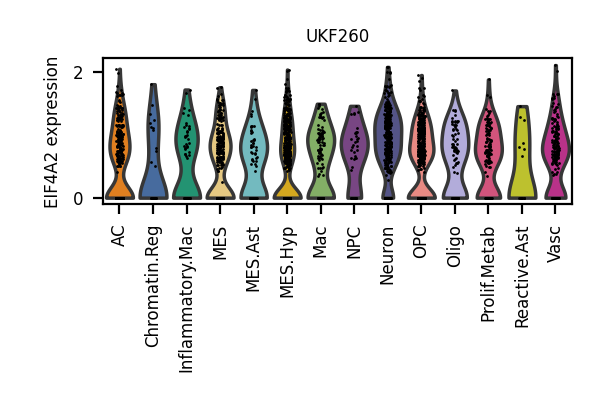 UKF260
EIF4A2 expression
2
0
AC
Chromatin.Reg
Inflammatory.Mac
MES
MES.Ast
MES.Hyp
Mac
NPC
Neuron
OPC
Oligo
Prolif.Metab
Reactive.Ast
Vasc